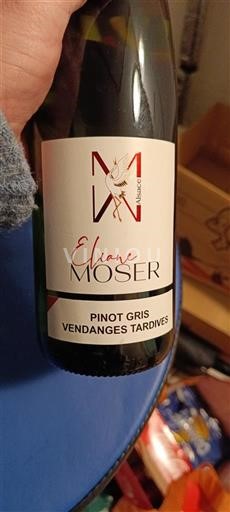 M
Alsace
Eliane
MOSER
PINOT GRIS
VENDANGES TARDIVES